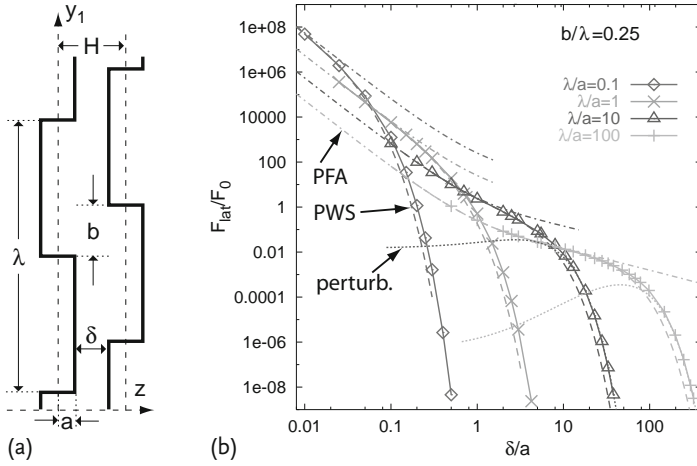 (a)
y₁
H
b
λ
δ
z
a
(b)
F_lat/F₀
1e+08
1e+06
10000
100
1
0.01
0.0001
1e-06
1e-08
0.01
0.1
1
10
100
δ/a
b/λ=0.25
λ/a=0.1
λ/a=1
λ/a=10
λ/a=100
PFA
PWS
perturb.